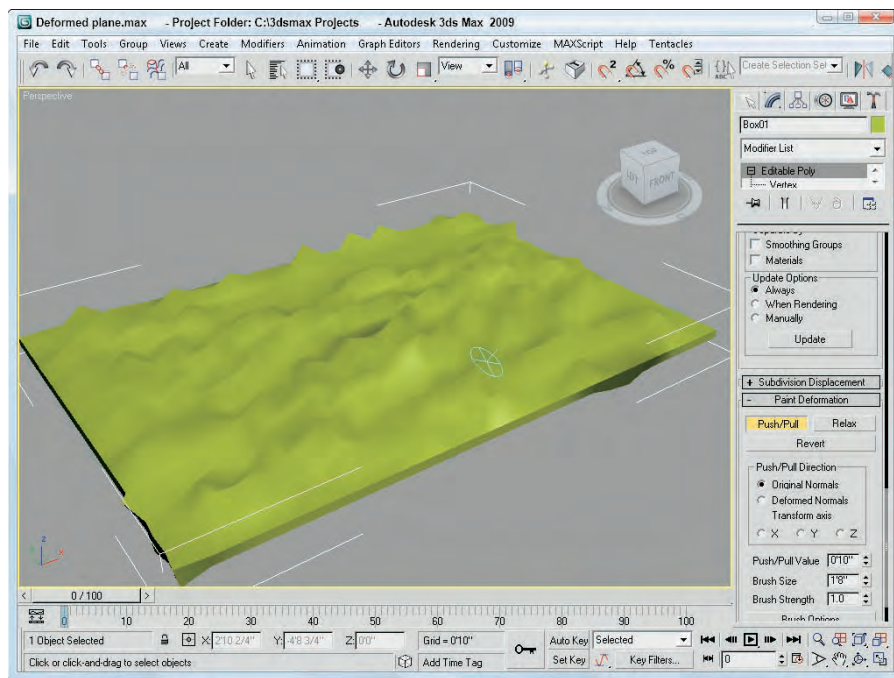 Deformed plane.max - Project Folder: C:\3dsmax Projects - Autodesk 3ds Max 2009
File Edit Tools Group Views Create Modifiers Animation Graph Editors Rendering Customize MAXScript Help Tentacles
All
View
Create Selection Set
Perspective
TOP
LEFT
FRONT
Box01
Modifier List
Editable Poly
Vertex
Separate By
Smoothing Groups
Materials
Update Options
Always
When Rendering
Manually
Update
+ Subdivision Displacement
- Paint Deformation
Push/Pull Relax
Revert
Push/Pull Direction
Original Normals
Deformed Normals
Transform axis
X Y Z
Push/Pull Value 0'10"
Brush Size 1'8"
Brush Strength 1.0
Brush Options
z
x
< 0 / 100 >
0 10 20 30 40 50 60 70 80 90 100
1 Object Selected X: 2'10 2/4" Y: -4'8 3/4" Z: 0'0" Grid = 0'10" Auto Key Selected
Click or click-and-drag to select objects Add Time Tag Set Key Key Filters... 0